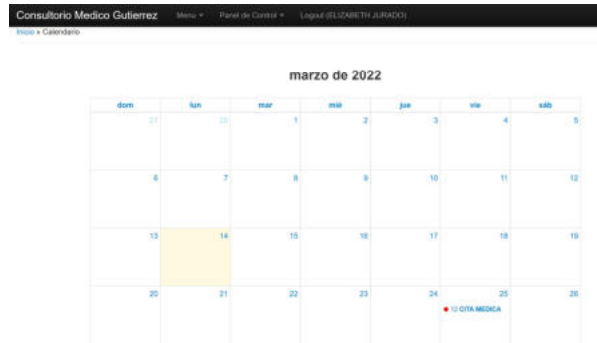 Consultorio Medico Gutierrez Menu Panel de Control Logout (ELIZABETH JURADO)
Inicio » Calendario
marzo de 2022
dom lun mar mié jue vie sáb
27 28 1 2 3 4 5
6 7 8 9 10 11 12
13 14 15 16 17 18 19
20 21 22 23 24 25 26
12 CITA MEDICA